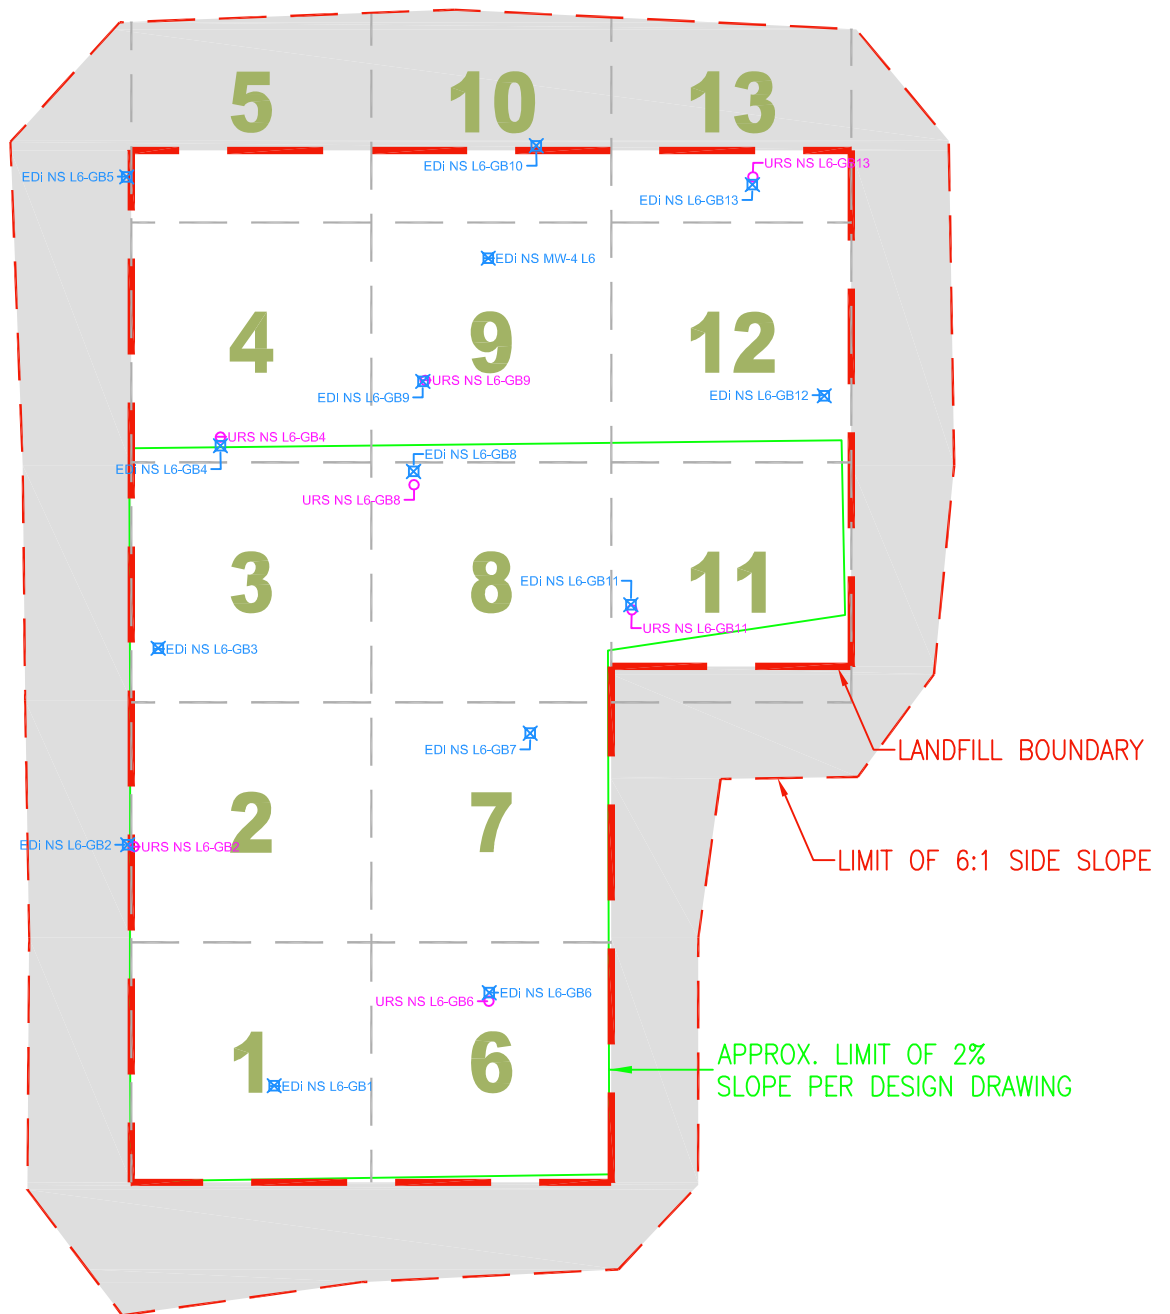 5
10
13
URS NS L6-GB13
EDi NS L6-GB10
EDi NS L6-GB5
EDi NS L6-GB13
EDi NS MW-4 L6
4
9
12
URS NS L6-GB9
EDI NS L6-GB9
EDi NS L6-GB12
URS NS L6-GB4
EDi NS L6-GB8
EDi NS L6-GB4
URS NS L6-GB8
3
8
11
EDi NS L6-GB11
URS NS L6-GB11
EDi NS L6-GB3
EDI NS L6-GB7
LANDFILL BOUNDARY
2
7
EDi NS L6-GB2
URS NS L6-GB2
LIMIT OF 6:1 SIDE SLOPE
EDi NS L6-GB6
URS NS L6-GB6
1
6
APPROX. LIMIT OF 2%
SLOPE PER DESIGN DRAWING
EDi NS L6-GB1